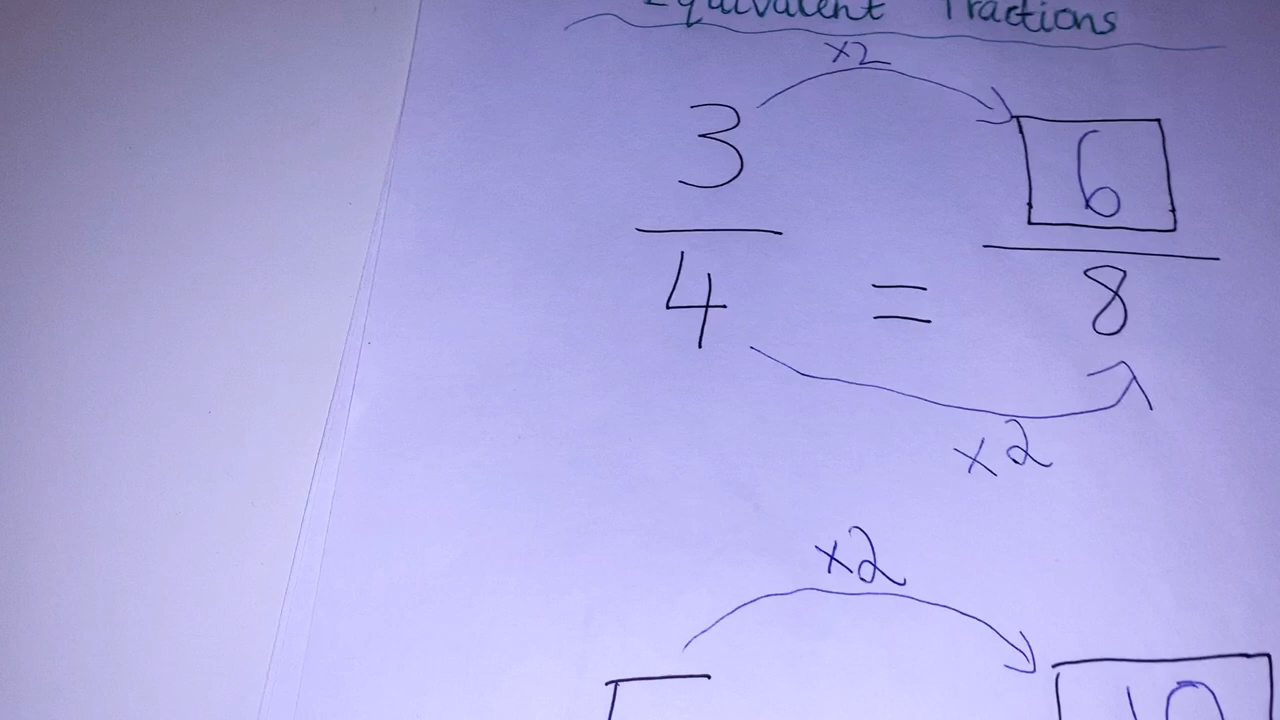 Equivalent Fractions
×2
3 6
4 = 8
×2
×2
10